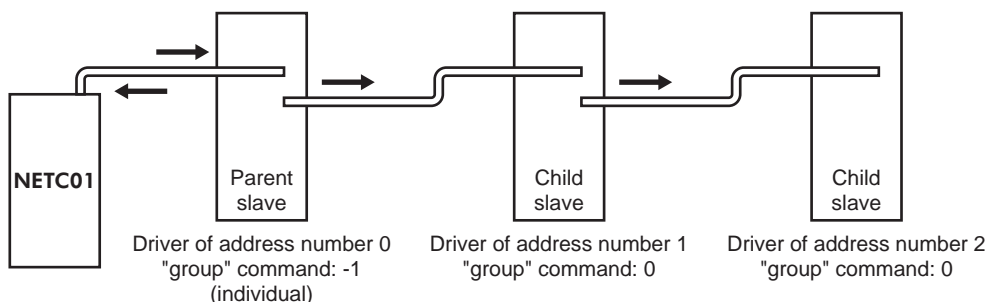 NETC01
Parent
slave
Child
slave
Child
slave
Driver of address number 0
"group" command: -1
(individual)
Driver of address number 1
"group" command: 0
Driver of address number 2
"group" command: 0